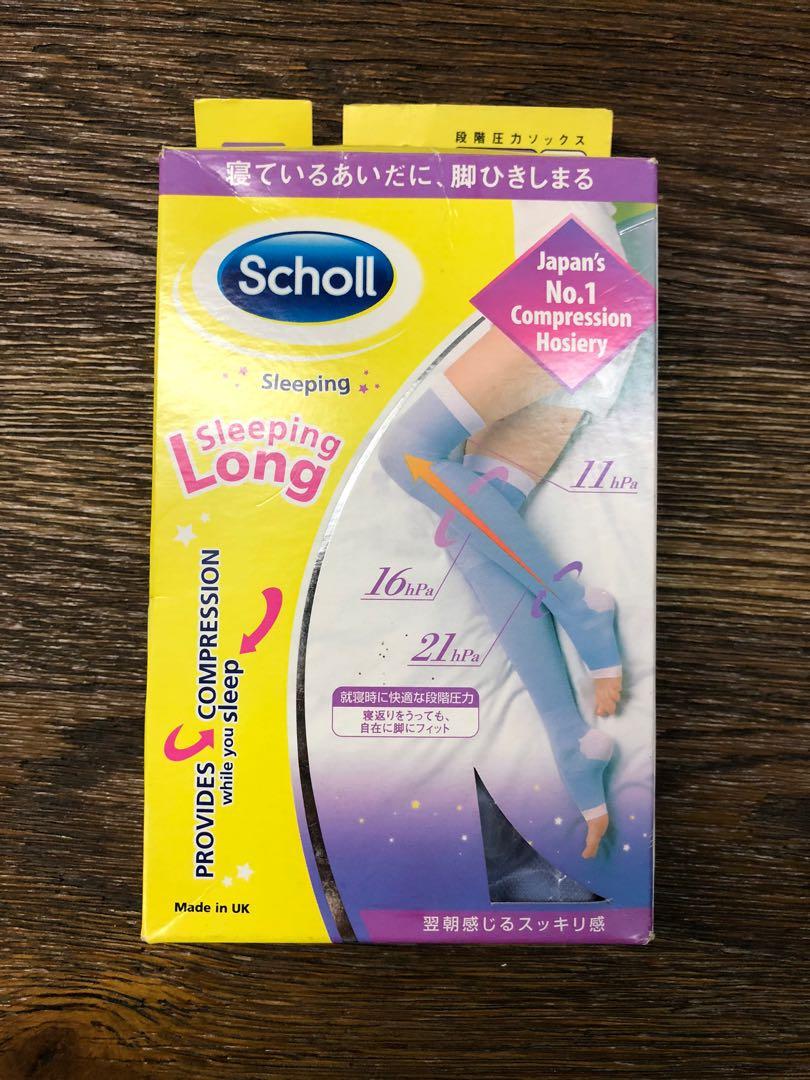 段階圧力ソックス
寝ているあいだに、脚ひきしまる
Scholl
Japan's
No.1
Compression
Hosiery
Sleeping
Sleeping
Long
11hPa
16hPa
21hPa
PROVIDES COMPRESSION
while you sleep
就寝時に快適な段階圧力
寝返りをうっても、
自在に脚にフィット
Made in UK
翌朝感じるスッキリ感